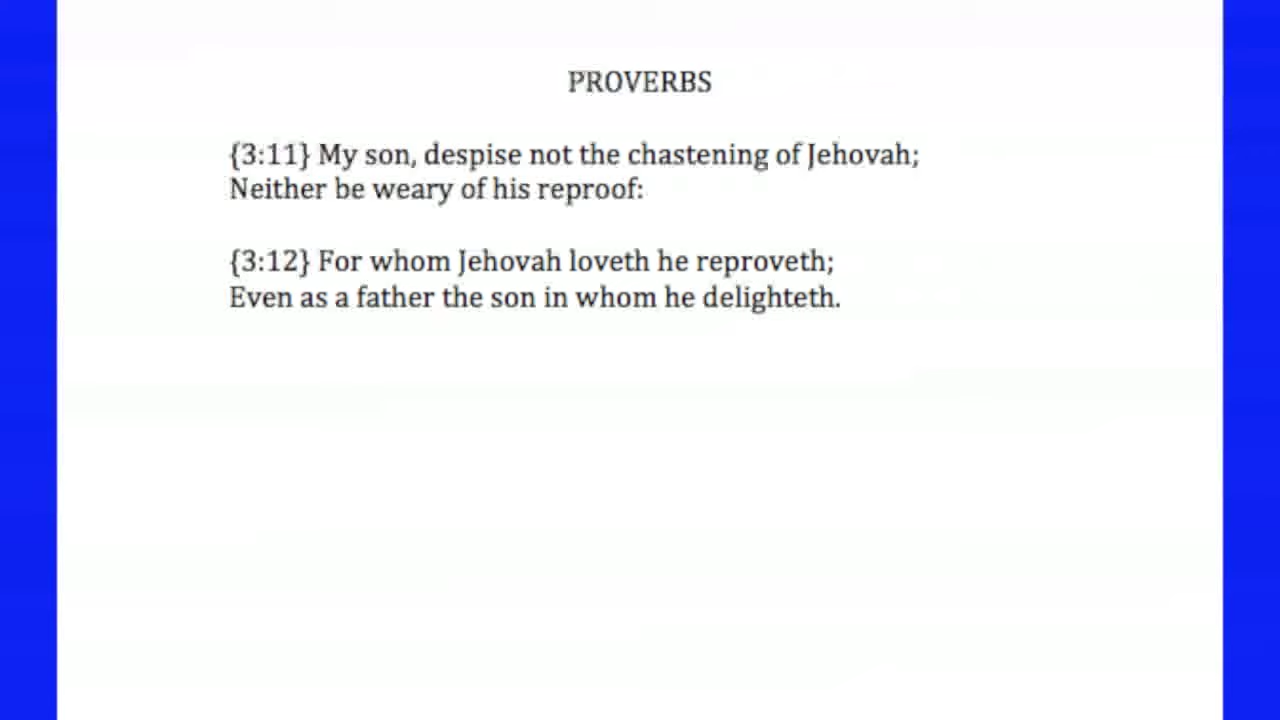 PROVERBS
{3:11} My son, despise not the chastening of Jehovah;
Neither be weary of his reproof:
{3:12} For whom Jehovah loveth he reproveth;
Even as a father the son in whom he delighteth.